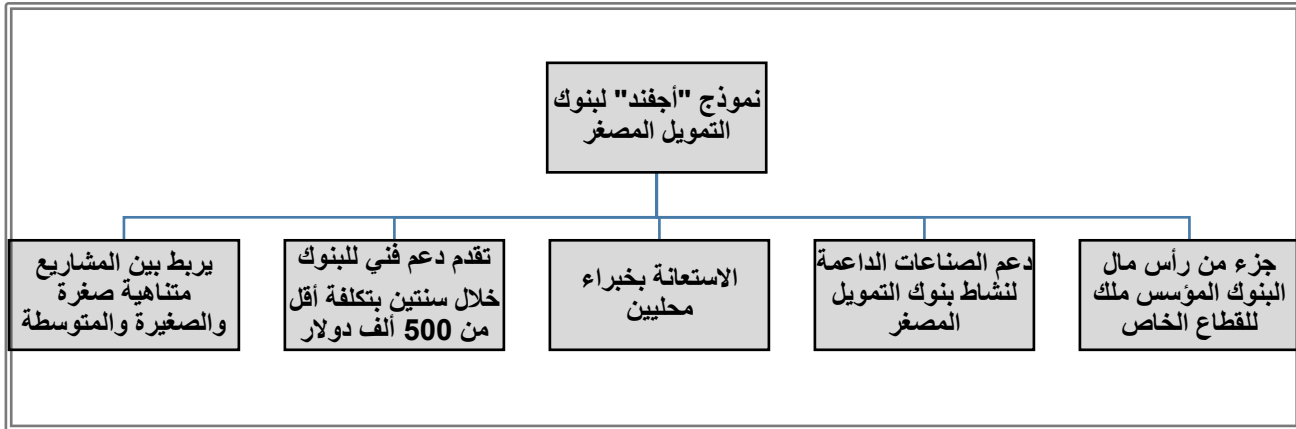 نموذج "أجفند" لبنوك
التمويل المصغر
جزء من رأس مال
البنوك المؤسس ملك
للقطاع الخاص
دعم الصناعات الداعمة
لنشاط بنوك التمويل
المصغر
الاستعانة بخبراء
محليين
تقدم دعم فني للبنوك
خلال سنتين بتكلفة أقل
من 500 ألف دولار
يربط بين المشاريع
متناهية صغرة
والصغيرة والمتوسطة